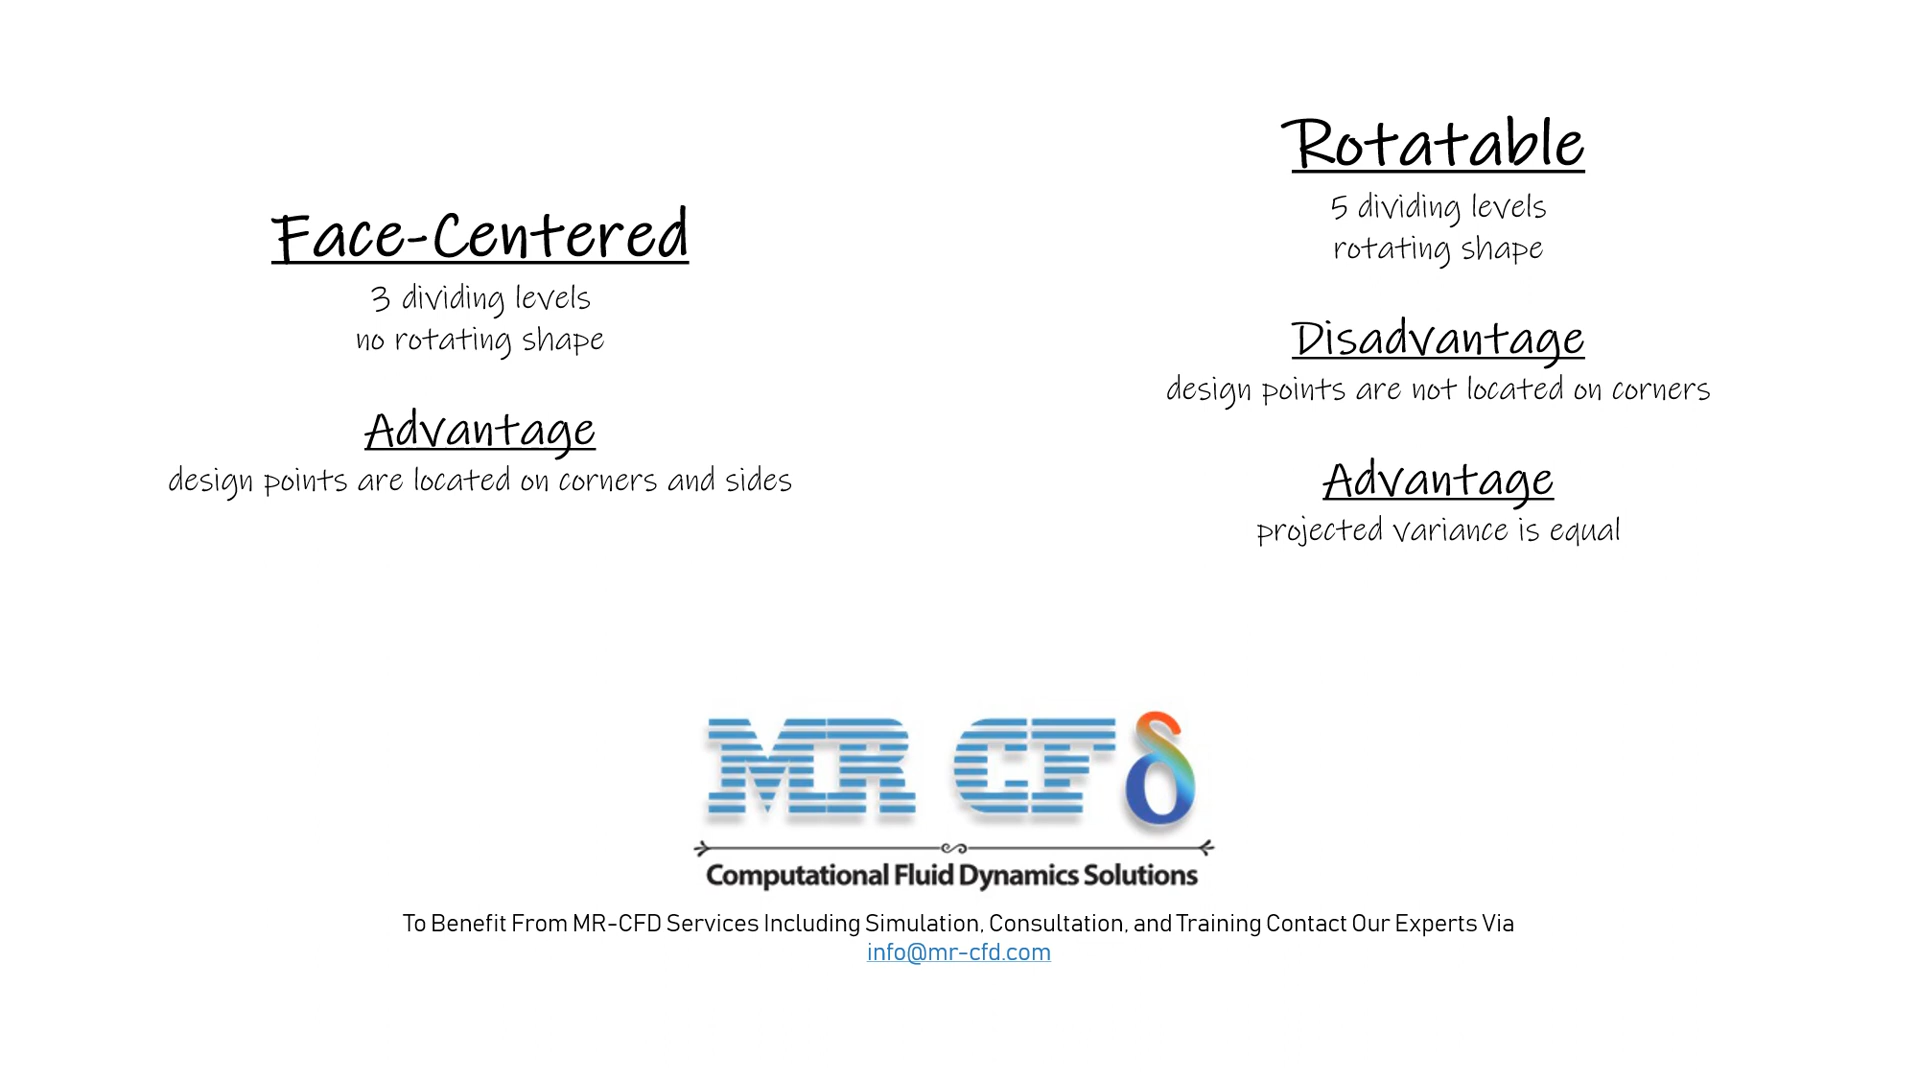 Face-Centered
3 dividing levels
no rotating shape
Advantage
design points are located on corners and sides
Rotatable
5 dividing levels
rotating shape
Disadvantage
design points are not located on corners
Advantage
projected variance is equal
MR CFδ
Computational Fluid Dynamics Solutions
To Benefit From MR-CFD Services Including Simulation, Consultation, and Training Contact Our Experts Via
info@mr-cfd.com